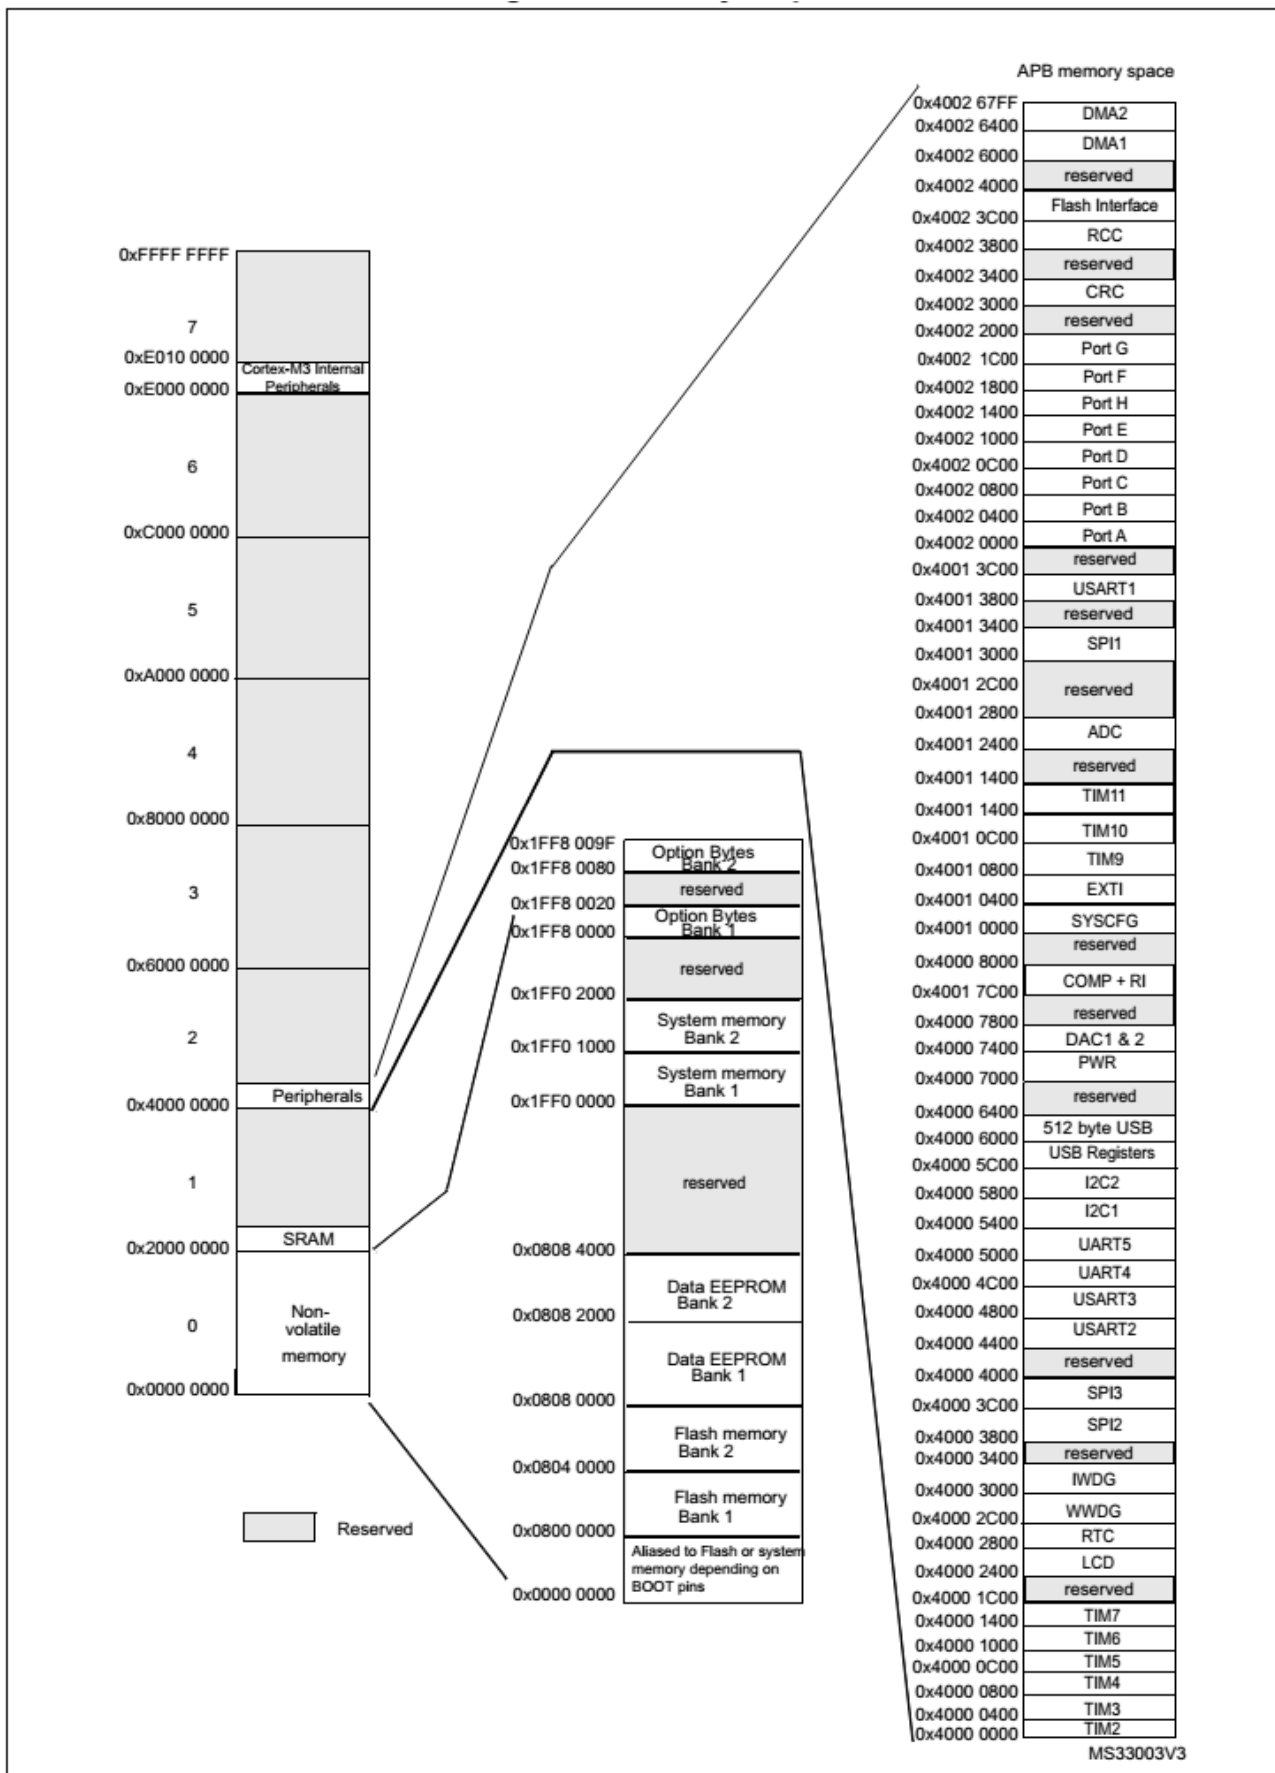 APB memory space
0xFFFF FFFF
7
0xE010 0000
Cortex-M3 Internal
Peripherals
0xE000 0000
6
0xC000 0000
5
0xA000 0000
4
0x8000 0000
3
0x6000 0000
2
Peripherals
0x4000 0000
1
SRAM
0x2000 0000
0
Non-
volatile
memory
0x0000 0000
Reserved
0x1FF8 009F
Option Bytes
Bank 2
0x1FF8 0080
reserved
0x1FF8 0020
Option Bytes
Bank 1
0x1FF8 0000
reserved
0x1FF0 2000
System memory
Bank 2
0x1FF0 1000
System memory
Bank 1
0x1FF0 0000
reserved
0x0808 4000
Data EEPROM
Bank 2
0x0808 2000
Data EEPROM
Bank 1
0x0808 0000
Flash memory
Bank 2
0x0804 0000
Flash memory
Bank 1
0x0800 0000
Aliased to Flash or system
memory depending on
BOOT pins
0x0000 0000
0x4002 67FF
DMA2
0x4002 6400
DMA1
0x4002 6000
reserved
0x4002 4000
Flash Interface
0x4002 3C00
RCC
0x4002 3800
reserved
0x4002 3400
CRC
0x4002 3000
reserved
0x4002 2000
Port G
0x4002 1C00
Port F
0x4002 1800
Port H
0x4002 1400
Port E
0x4002 1000
Port D
0x4002 0C00
Port C
0x4002 0800
Port B
0x4002 0400
Port A
0x4002 0000
reserved
0x4001 3C00
USART1
0x4001 3800
reserved
0x4001 3400
SPI1
0x4001 3000
0x4001 2C00
reserved
0x4001 2800
ADC
0x4001 2400
reserved
0x4001 1400
TIM11
0x4001 1400
TIM10
0x4001 0C00
TIM9
0x4001 0800
EXTI
0x4001 0400
SYSCFG
0x4001 0000
reserved
0x4000 8000
COMP + RI
0x4001 7C00
reserved
0x4000 7800
DAC1 & 2
0x4000 7400
PWR
0x4000 7000
reserved
0x4000 6400
512 byte USB
0x4000 6000
USB Registers
0x4000 5C00
I2C2
0x4000 5800
I2C1
0x4000 5400
UART5
0x4000 5000
UART4
0x4000 4C00
USART3
0x4000 4800
USART2
0x4000 4400
reserved
0x4000 4000
SPI3
0x4000 3C00
SPI2
0x4000 3800
reserved
0x4000 3400
IWDG
0x4000 3000
WWDG
0x4000 2C00
RTC
0x4000 2800
LCD
0x4000 2400
reserved
0x4000 1C00
TIM7
0x4000 1400
TIM6
0x4000 1000
TIM5
0x4000 0C00
TIM4
0x4000 0800
TIM3
0x4000 0400
TIM2
0x4000 0000
MS33003V3